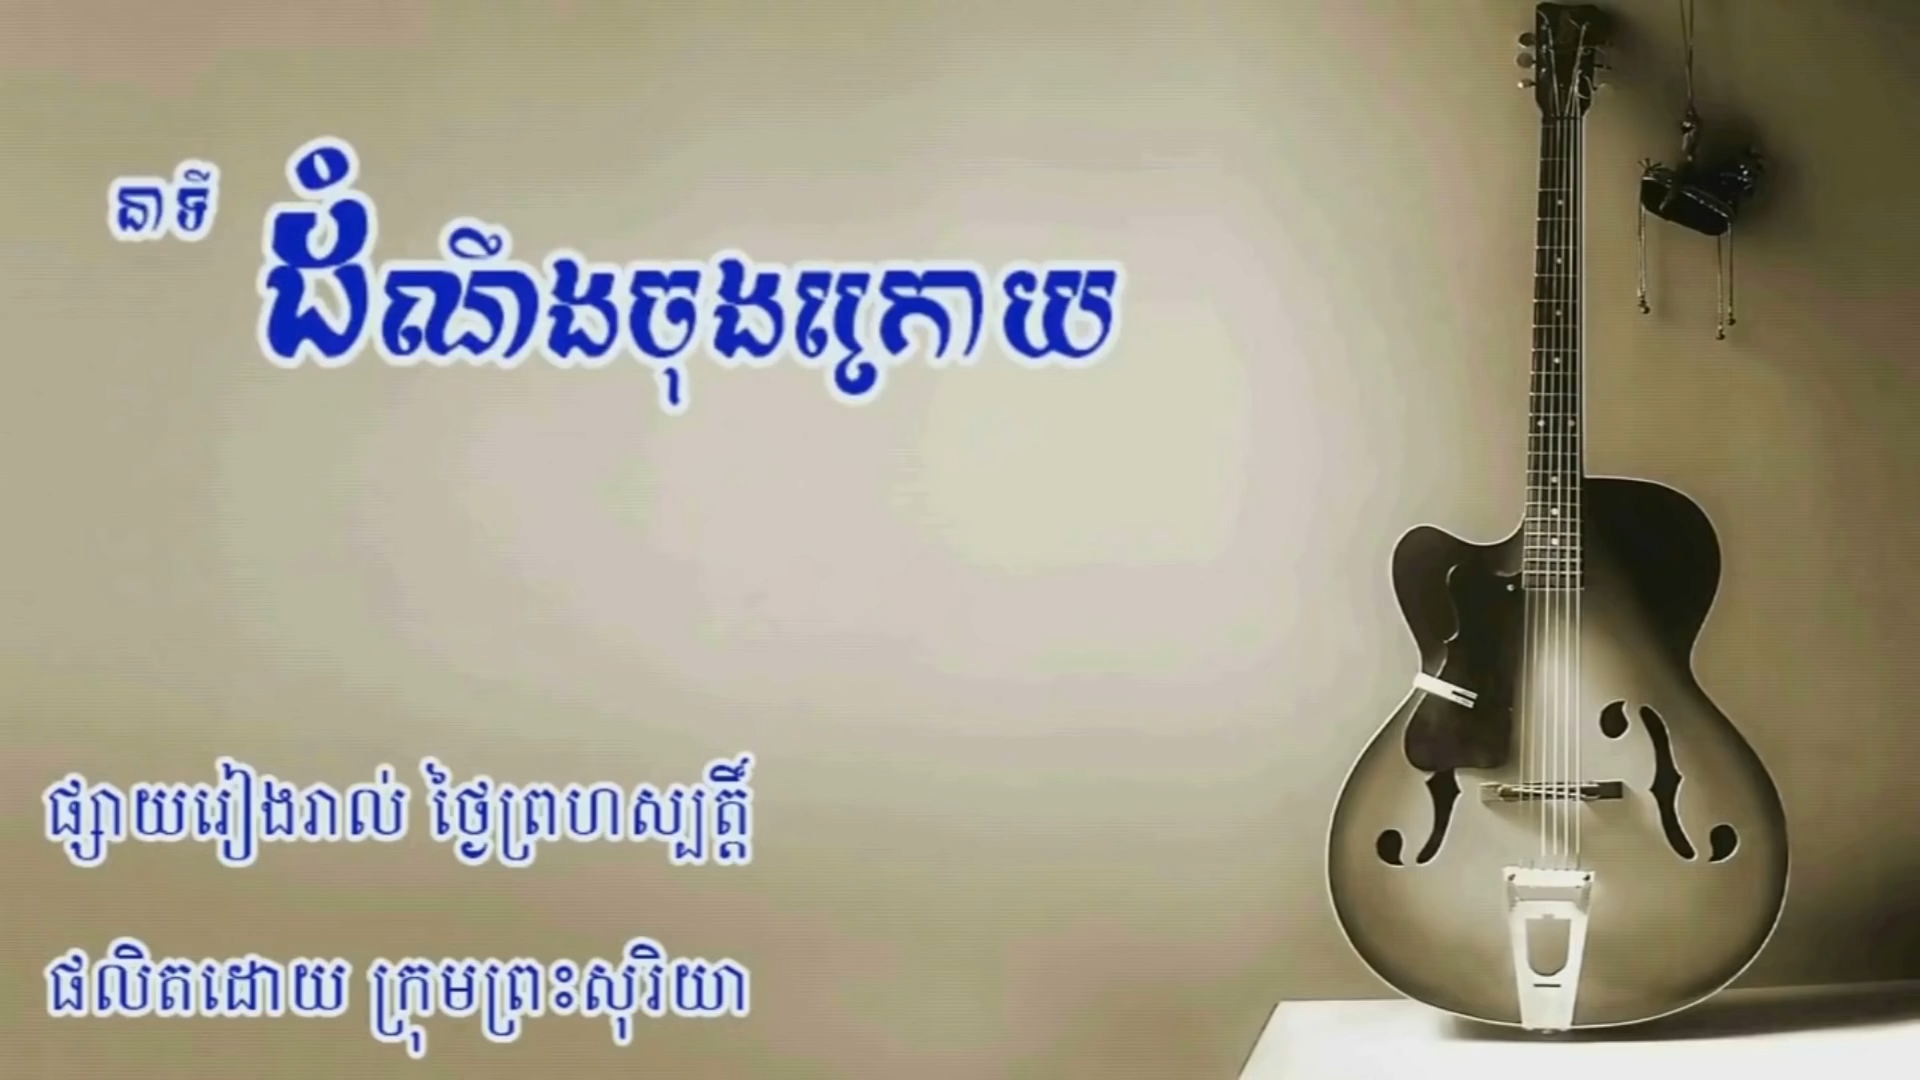 នាទី ដំណឹងចុងក្រោយ
ផ្សាយរៀងរាល់ ថ្ងៃព្រហស្បត្តិ៍
ផលិតដោយ ក្រុមព្រះសុរិយា